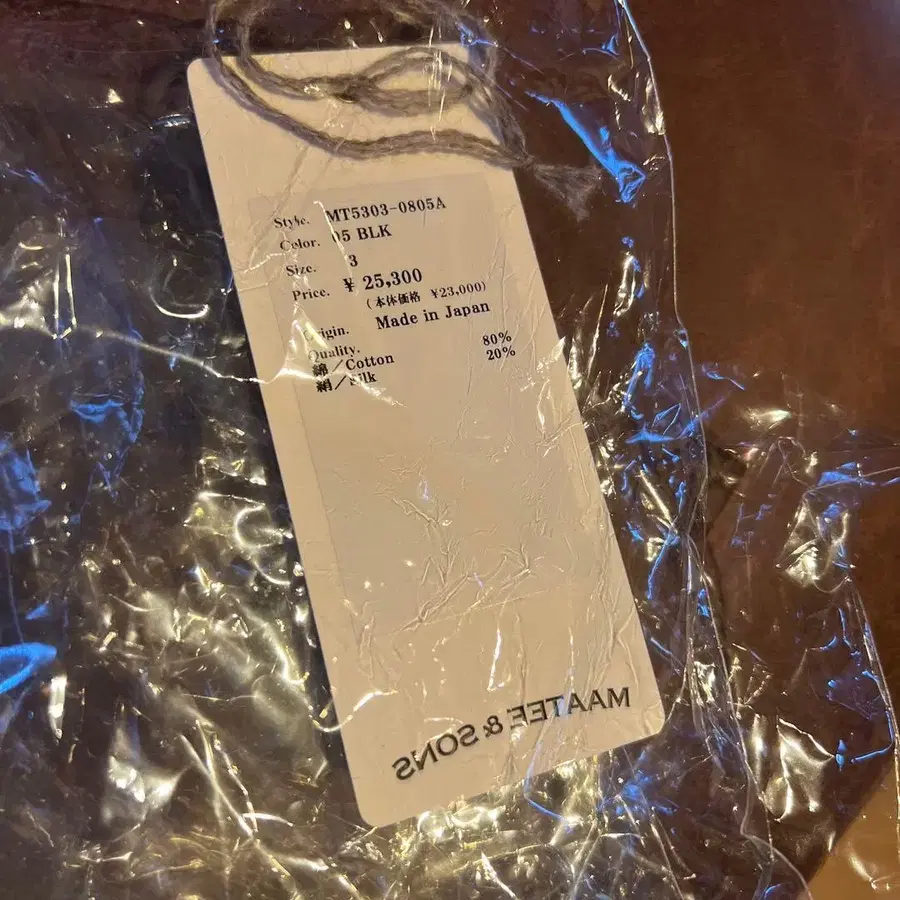 Style. MT5303-0805A
Color. 05 BLK
Size. 3
Price. ¥ 25,300
(本体価格 ¥23,000)
Origin. Made in Japan
Quality.
綿／Cotton 80%
絹／Silk 20%
MAATEE & SONS